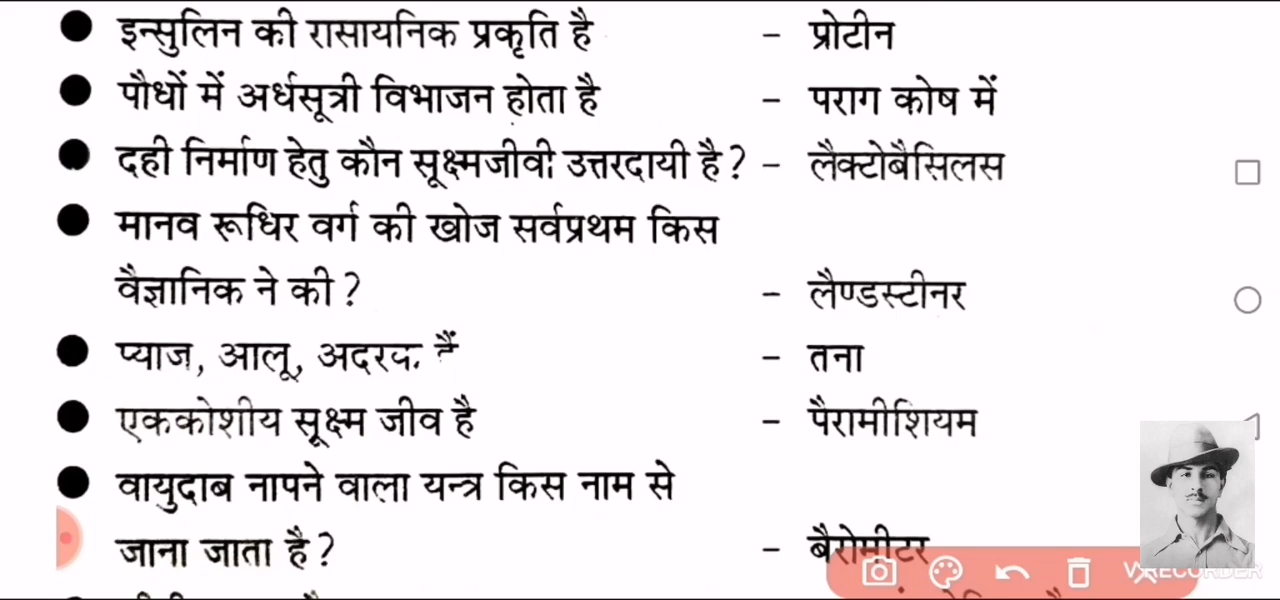 इन्सुलिन की रासायनिक प्रकृति है - प्रोटीन
पौधों में अर्धसूत्री विभाजन होता है - पराग कोष में
दही निर्माण हेतु कौन सूक्ष्मजीवी उत्तरदायी है? - लैक्टोबैसिलस
मानव रूधिर वर्ग की खोज सर्वप्रथम किस
वैज्ञानिक ने की? - लैण्डस्टीनर
प्याज, आलू, अदरक हैं - तना
एककोशीय सूक्ष्म जीव है - पैरामीशियम
वायुदाब नापने वाला यन्त्र किस नाम से
जाना जाता है? - बैरोमीटर
RECORDER